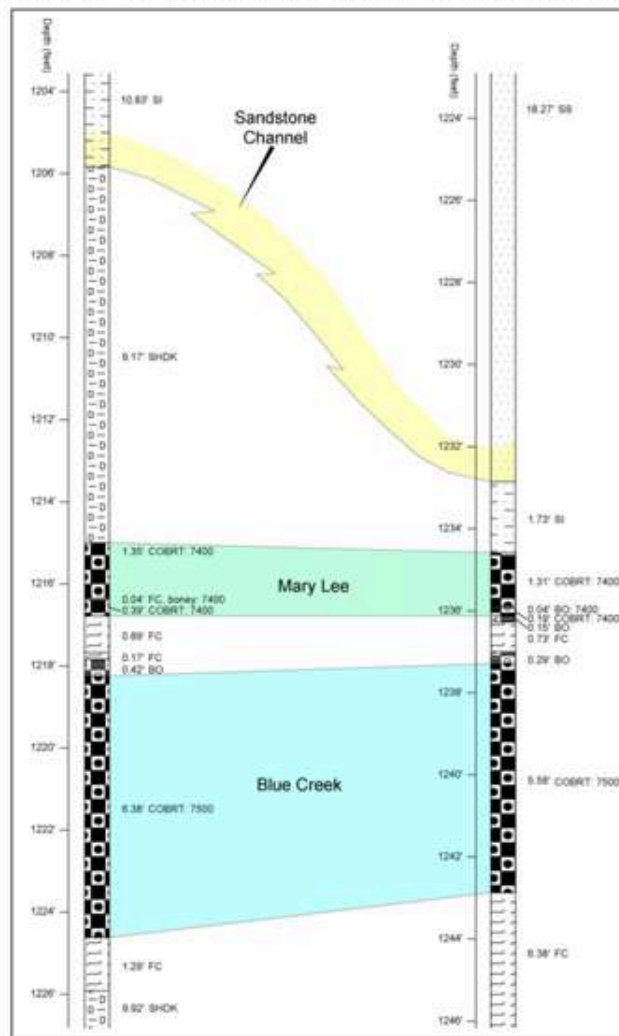 Depth (feet)
Depth (feet)
1204'
1206'
1208'
1210'
1212'
1214'
1216'
1218'
1220'
1222'
1224'
1226'
10.83' SI
9.17' SHDK
1.35' COBRT: 7400
0.04' FC, boney: 7400
0.39' COBRT: 7400
0.89' FC
0.17' FC
0.42' BO
6.38' COBRT: 7500
1.29' FC
9.92' SHDK
Sandstone
Channel
Mary Lee
Blue Creek
1224'
1226'
1228'
1230'
1232'
1234'
1236'
1238'
1240'
1242'
1244'
1246'
18.27' SS
1.73' SI
1.31' COBRT: 7400
0.04' BO: 7400
0.19' COBRT: 7400
0.15' BO
0.73' FC
0.29' BO
5.58' COBRT: 7500
6.38' FC